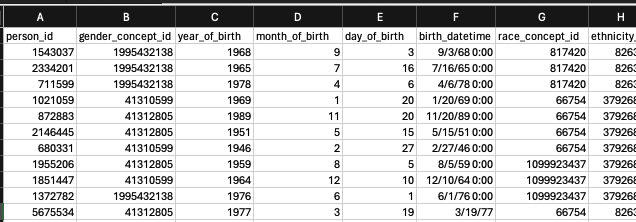 A B C D E F G H
person_id gender_concept_id year_of_birth month_of_birth day_of_birth birth_datetime race_concept_id ethnicity_
1543037 1995432138 1968 9 3 9/3/68 0:00 817420 8263
2334201 1995432138 1965 7 16 7/16/65 0:00 817420 8263
711599 1995432138 1978 4 6 4/6/78 0:00 817420 8263
1021059 41310599 1969 1 20 1/20/69 0:00 66754 379268
872883 41312805 1989 11 20 11/20/89 0:00 66754 379268
2146445 41312805 1951 5 15 5/15/51 0:00 66754 379268
680331 41310599 1946 2 27 2/27/46 0:00 66754 379268
1955206 41312805 1959 8 5 8/5/59 0:00 1099923437 379268
1851447 41310599 1964 12 10 12/10/64 0:00 1099923437 379268
1372782 1995432138 1976 6 1 6/1/76 0:00 1099923437 379268
5675534 41312805 1977 3 19 3/19/77 66754 8263